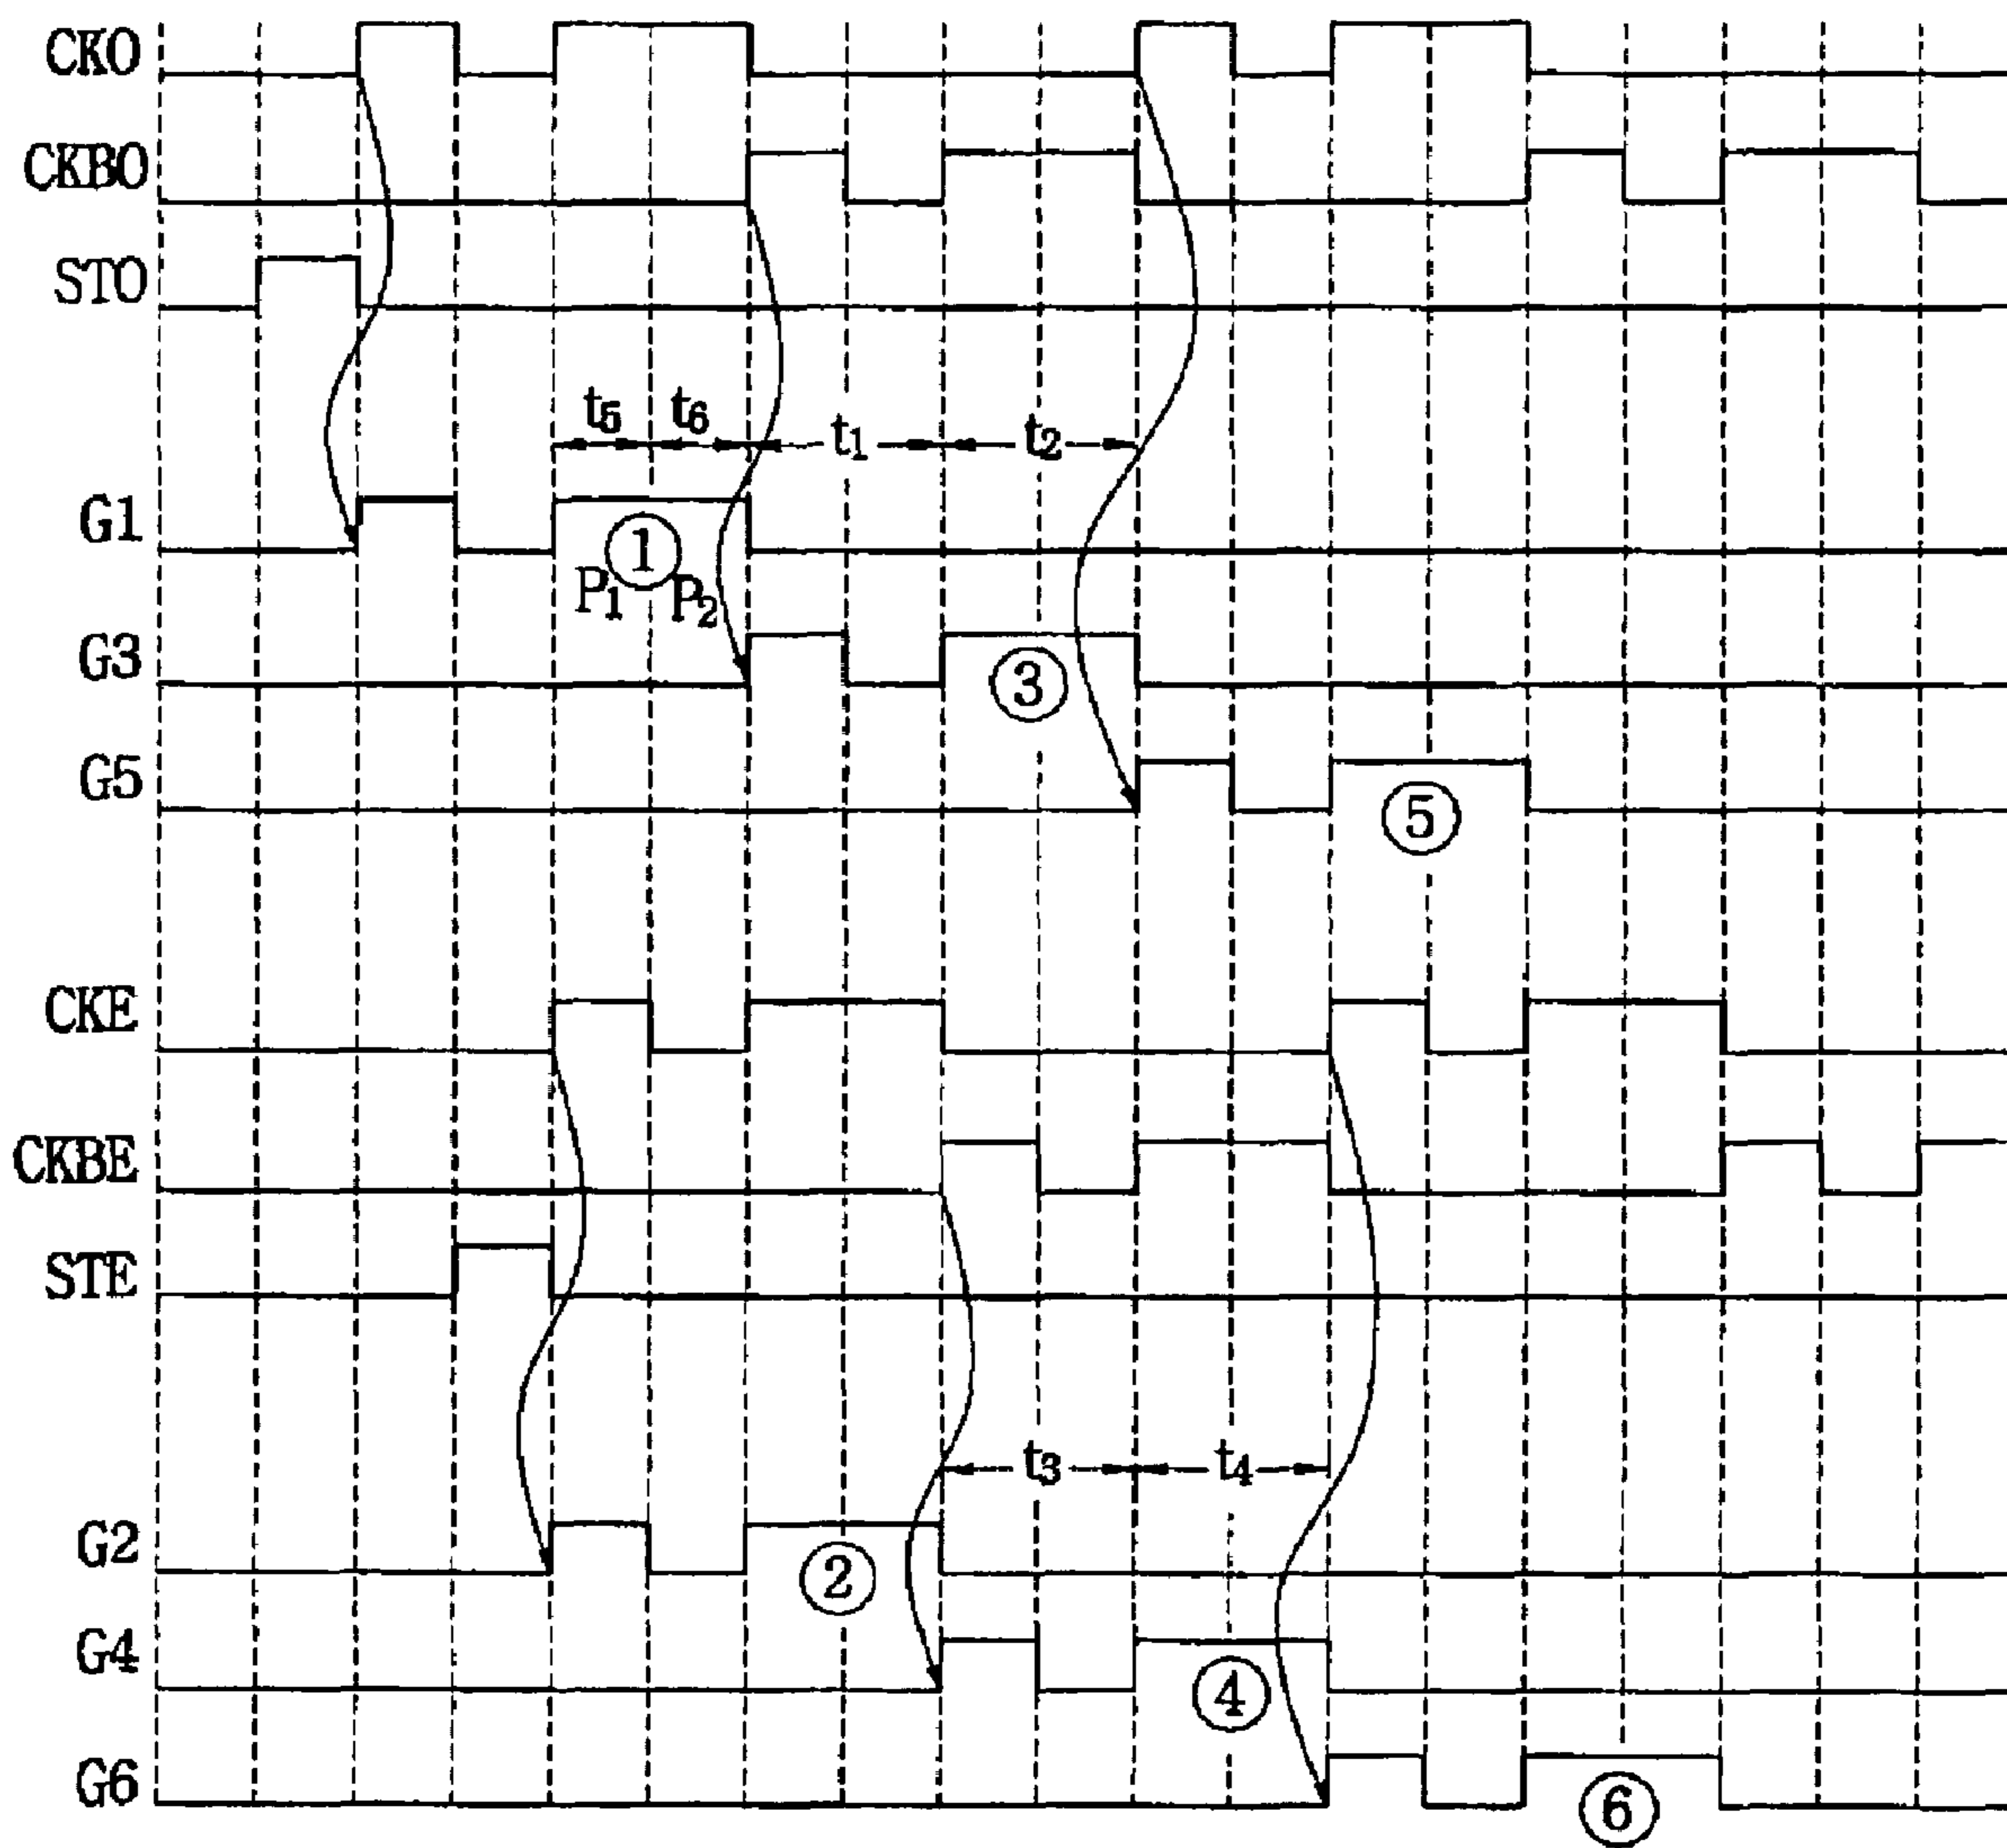 CKO
CKBO
STO
t5 t6 t1 t2
G1
①
P1 P2
G3
③
G5
⑤
CKE
CKBE
STE
t3 t4
G2
②
G4
④
G6
⑥